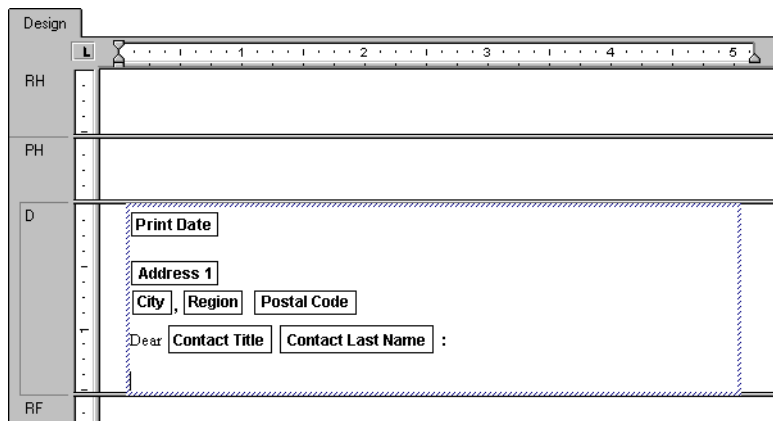 Design
L 1 2 3 4 5
RH
PH
D
Print Date
Address 1
City , Region Postal Code
1
Dear Contact Title Contact Last Name :
RF